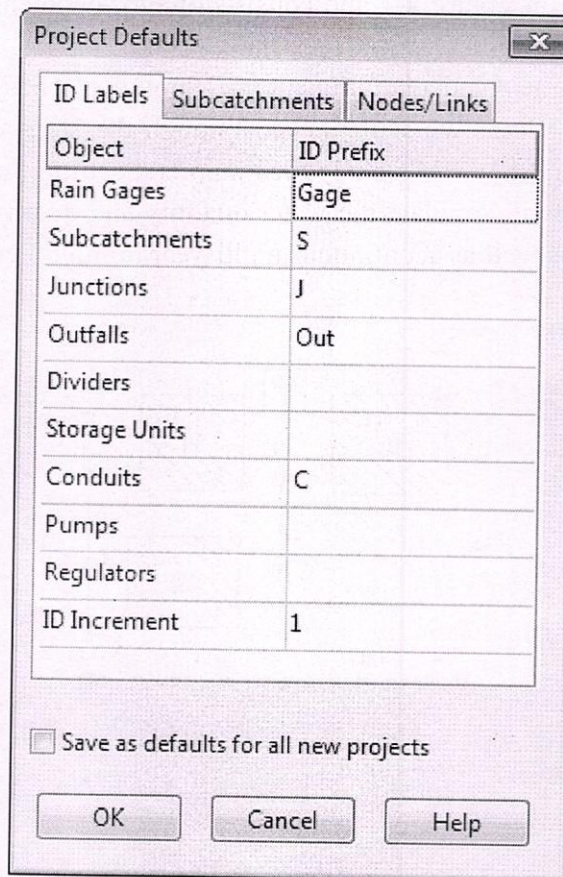 Project Defaults
ID Labels Subcatchments Nodes/Links
Object ID Prefix
Rain Gages Gage
Subcatchments S
Junctions J
Outfalls Out
Dividers
Storage Units
Conduits C
Pumps
Regulators
ID Increment 1
Save as defaults for all new projects
OK Cancel Help